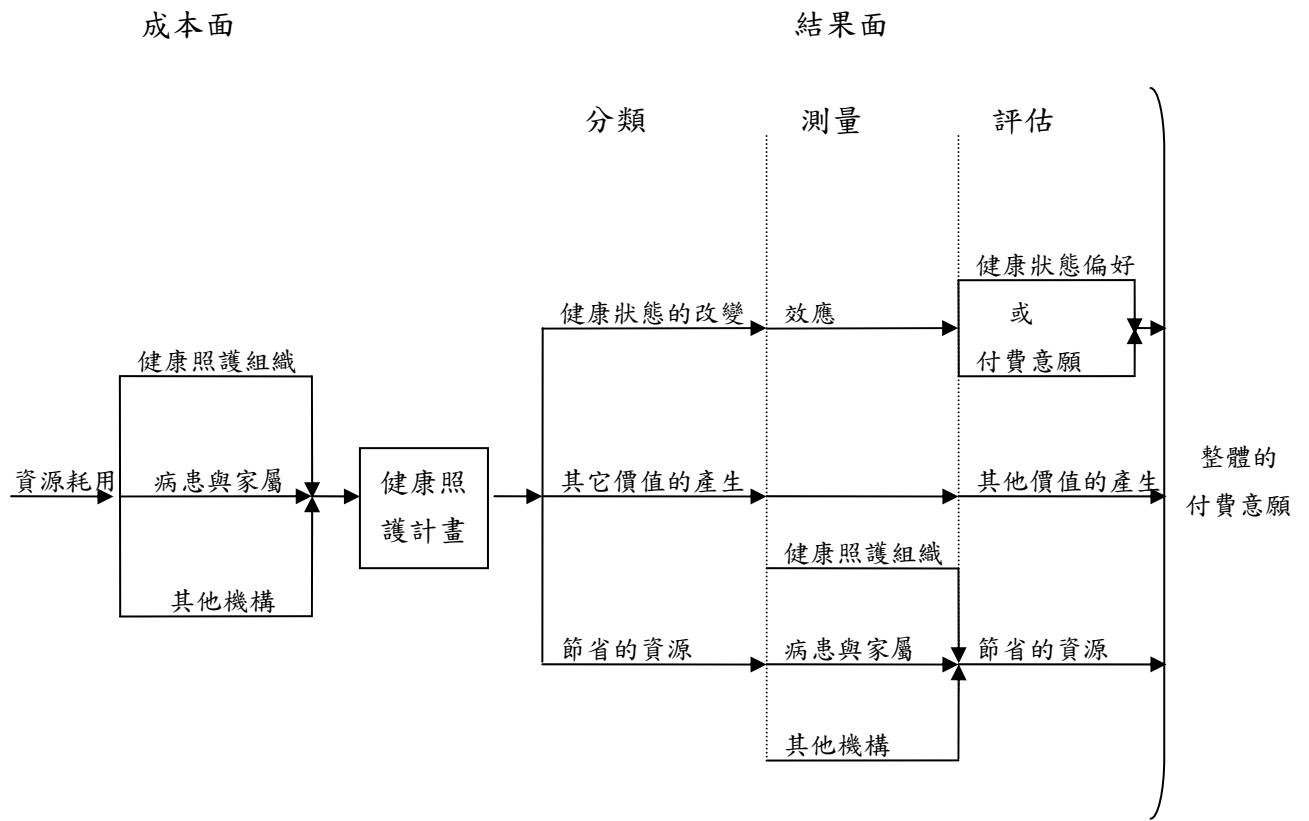 成本面
結果面
分類
測量
評估
健康狀態偏好
健康狀態的改變
效應
或
付費意願
健康照護組織
資源耗用
病患與家屬
其他機構
健康照
護計畫
其它價值的產生
其他價值的產生
整體的
付費意願
健康照護組織
節省的資源
病患與家屬
節省的資源
其他機構